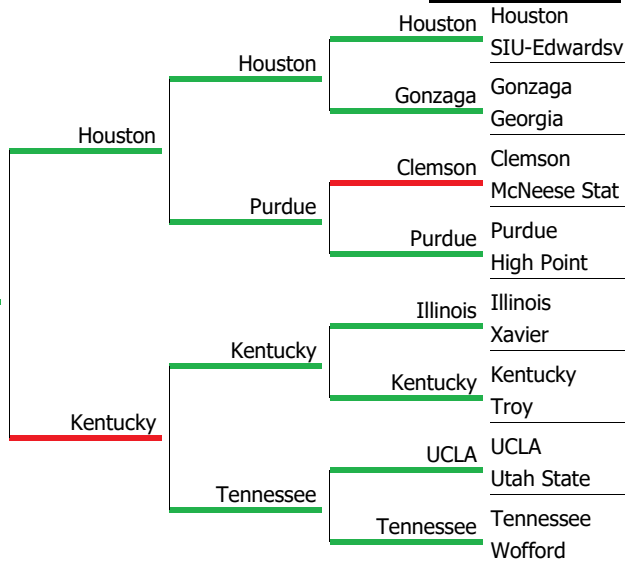 Houston
Houston
SIU-Edwardsv
Houston
Gonzaga
Gonzaga
Georgia
Houston
Clemson
Clemson
McNeese Stat
Purdue
Purdue
Purdue
High Point
Illinois
Illinois
Xavier
Kentucky
Kentucky
Kentucky
Troy
Kentucky
UCLA
UCLA
Utah State
Tennessee
Tennessee
Tennessee
Wofford